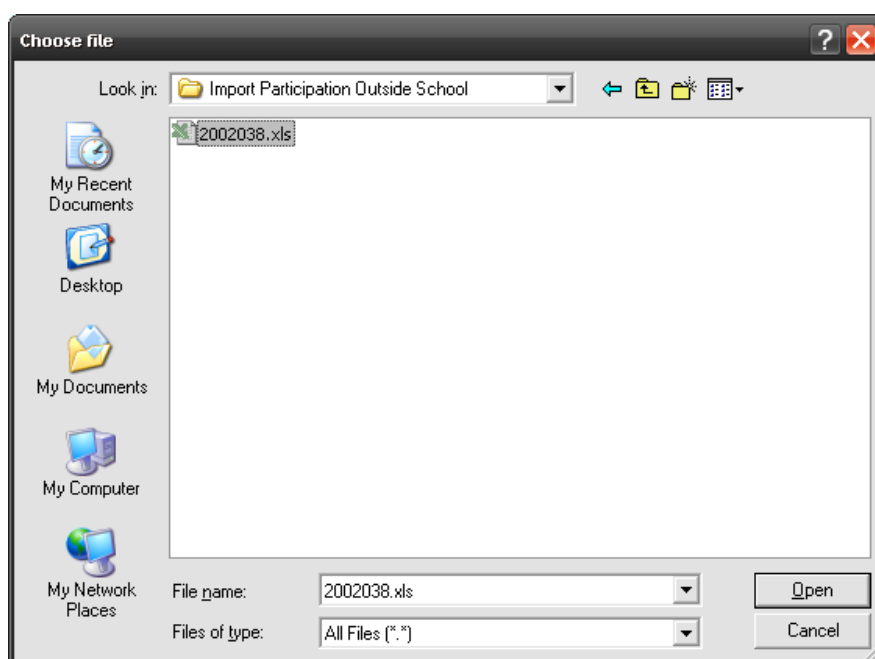 Choose file
Look in:
Import Participation Outside School
2002038.xls
My Recent
Documents
Desktop
My Documents
My Computer
My Network
Places
File name:
2002038.xls
Open
Files of type:
All Files (*.*)
Cancel